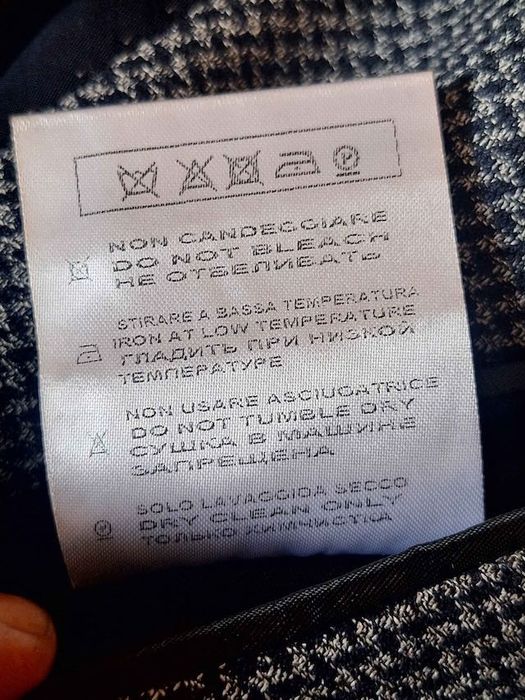 P
NON CANDEGGIARE
DO NOT BLEACH
НЕ ОТБЕЛИВАТЬ
STIRARE A BASSA TEMPERATURA
IRON AT LOW TEMPERATURE
ГЛАДИТЬ ПРИ НИЗКОЙ
ТЕМПЕРАТУРЕ
NON USARE ASCIUGATRICE
DO NOT TUMBLE DRY
СУШКА В МАШИНЕ
ЗАПРЕЩЕНА
SOLO LAVAGGIOA SECCO
DRY CLEAN ONLY
ТОЛЬКО ХИМЧИСТКА